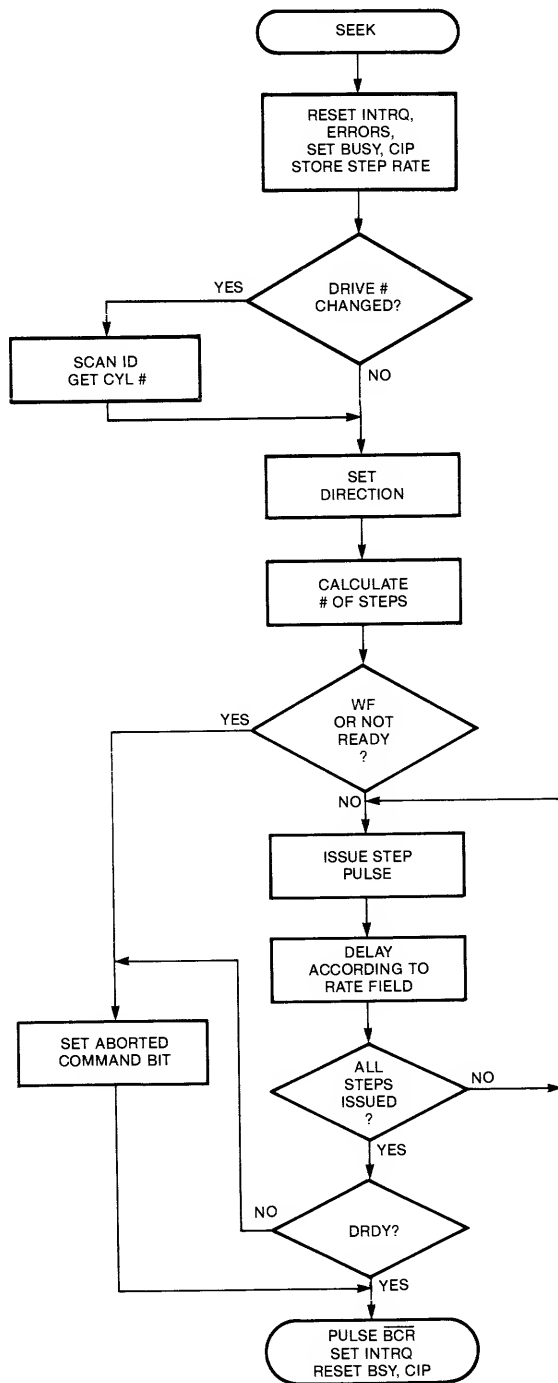 SEEK
RESET INTRQ,
ERRORS,
SET BUSY, CIP
STORE STEP RATE
YES
DRIVE #
CHANGED?
SCAN ID
GET CYL #
NO
SET
DIRECTION
CALCULATE
# OF STEPS
YES
WF
OR NOT
READY
?
NO
ISSUE STEP
PULSE
DELAY
ACCORDING TO
RATE FIELD
SET ABORTED
COMMAND BIT
ALL
STEPS
ISSUED
?
NO
YES
NO
DRDY?
YES
PULSE B̅C̅R̅
SET INTRQ
RESET BSY, CIP